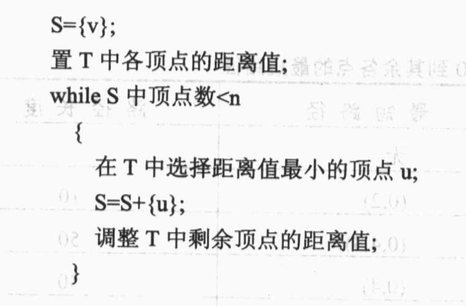 S={v};
置 T 中各顶点的距离值;
while S 中顶点数<n
{
在 T 中选择距离值最小的顶点 u;
S=S+{u};
调整 T 中剩余顶点的距离值;
}